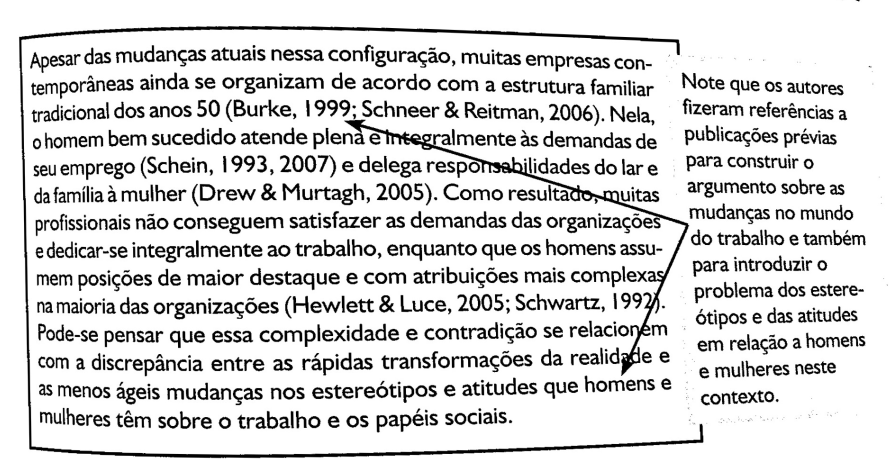 Apesar das mudanças atuais nessa configuração, muitas empresas con-
temporâneas ainda se organizam de acordo com a estrutura familiar
tradicional dos anos 50 (Burke, 1999; Schneer & Reitman, 2006). Nela,
o homem bem sucedido atende plena e integralmente às demandas de
seu emprego (Schein, 1993, 2007) e delega responsabilidades do lar e
da família à mulher (Drew & Murtagh, 2005). Como resultado, muitas
profissionais não conseguem satisfazer as demandas das organizações
e dedicar-se integralmente ao trabalho, enquanto que os homens assu-
mem posições de maior destaque e com atribuições mais complexas
na maioria das organizações (Hewlett & Luce, 2005; Schwartz, 1992).
Pode-se pensar que essa complexidade e contradição se relacionem
com a discrepância entre as rápidas transformações da realidade e
as menos ágeis mudanças nos estereótipos e atitudes que homens e
mulheres têm sobre o trabalho e os papéis sociais.
Note que os autores
fizeram referências a
publicações prévias
para construir o
argumento sobre as
mudanças no mundo
do trabalho e também
para introduzir o
problema dos estere-
ótipos e das atitudes
em relação a homens
e mulheres neste
contexto.